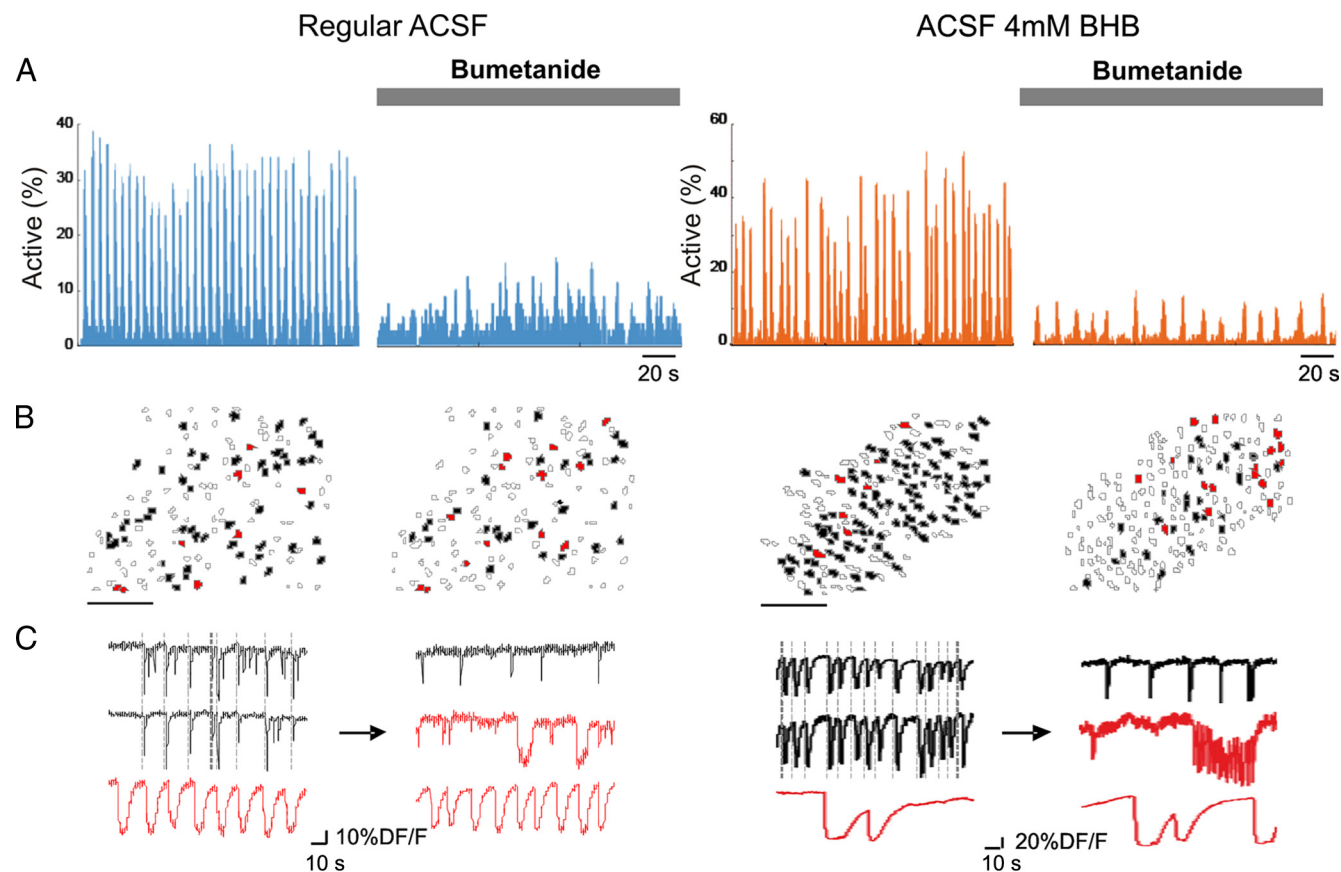 Regular ACSF
ACSF 4mM BHB
A
Bumetanide
Bumetanide
Active (%)
40
30
20
10
0
20 s
Active (%)
60
40
20
0
20 s
B
C
10%DF/F
10 s
20%DF/F
10 s